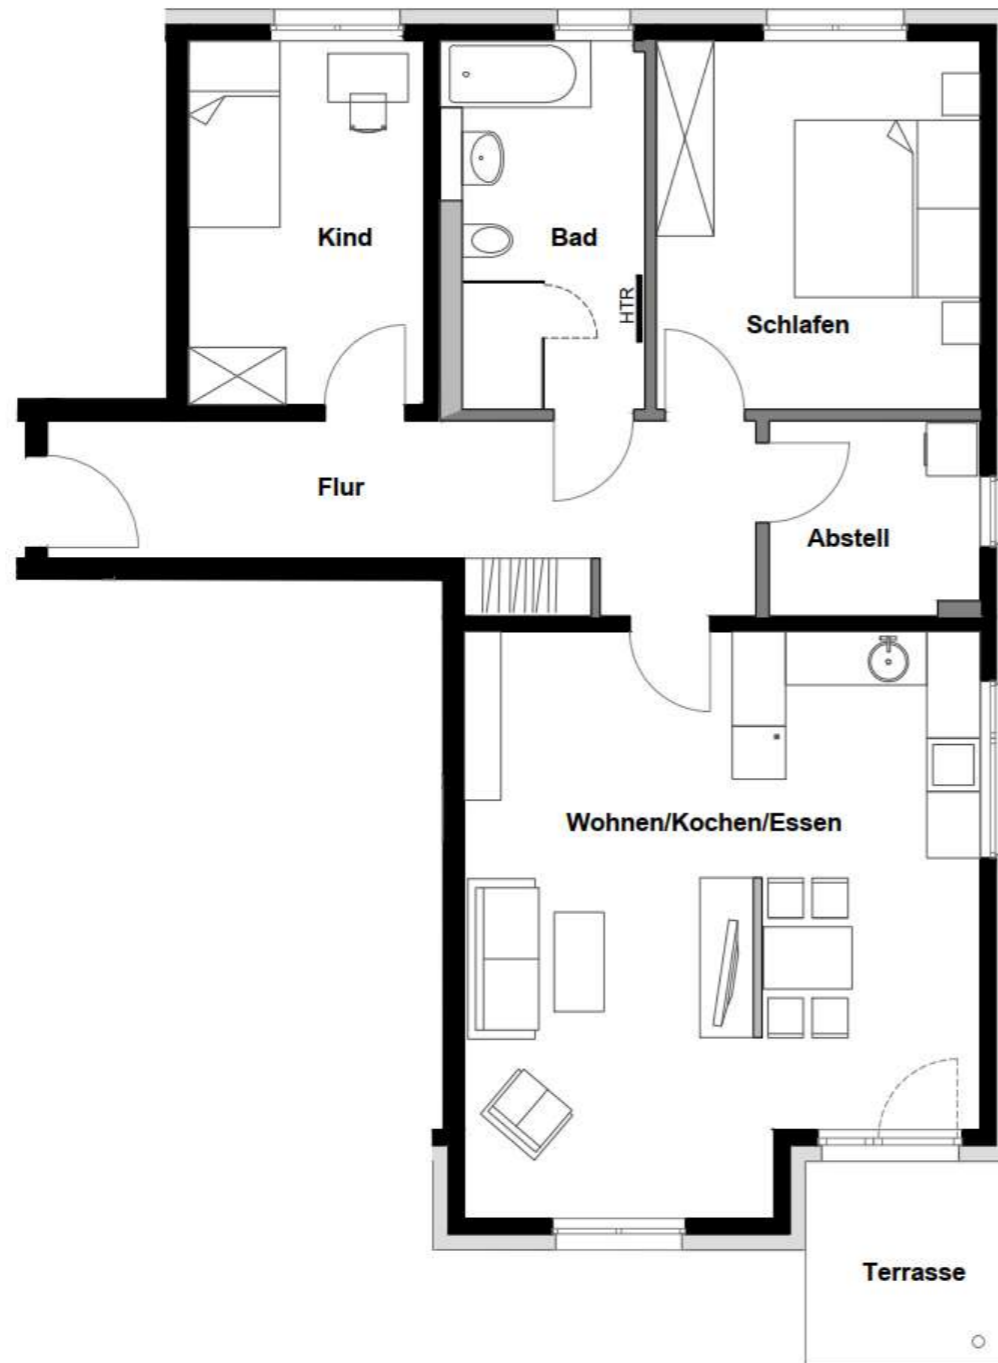 Kind
Bad
HTR
Schlafen
Flur
Abstell
Wohnen/Kochen/Essen
Terrasse